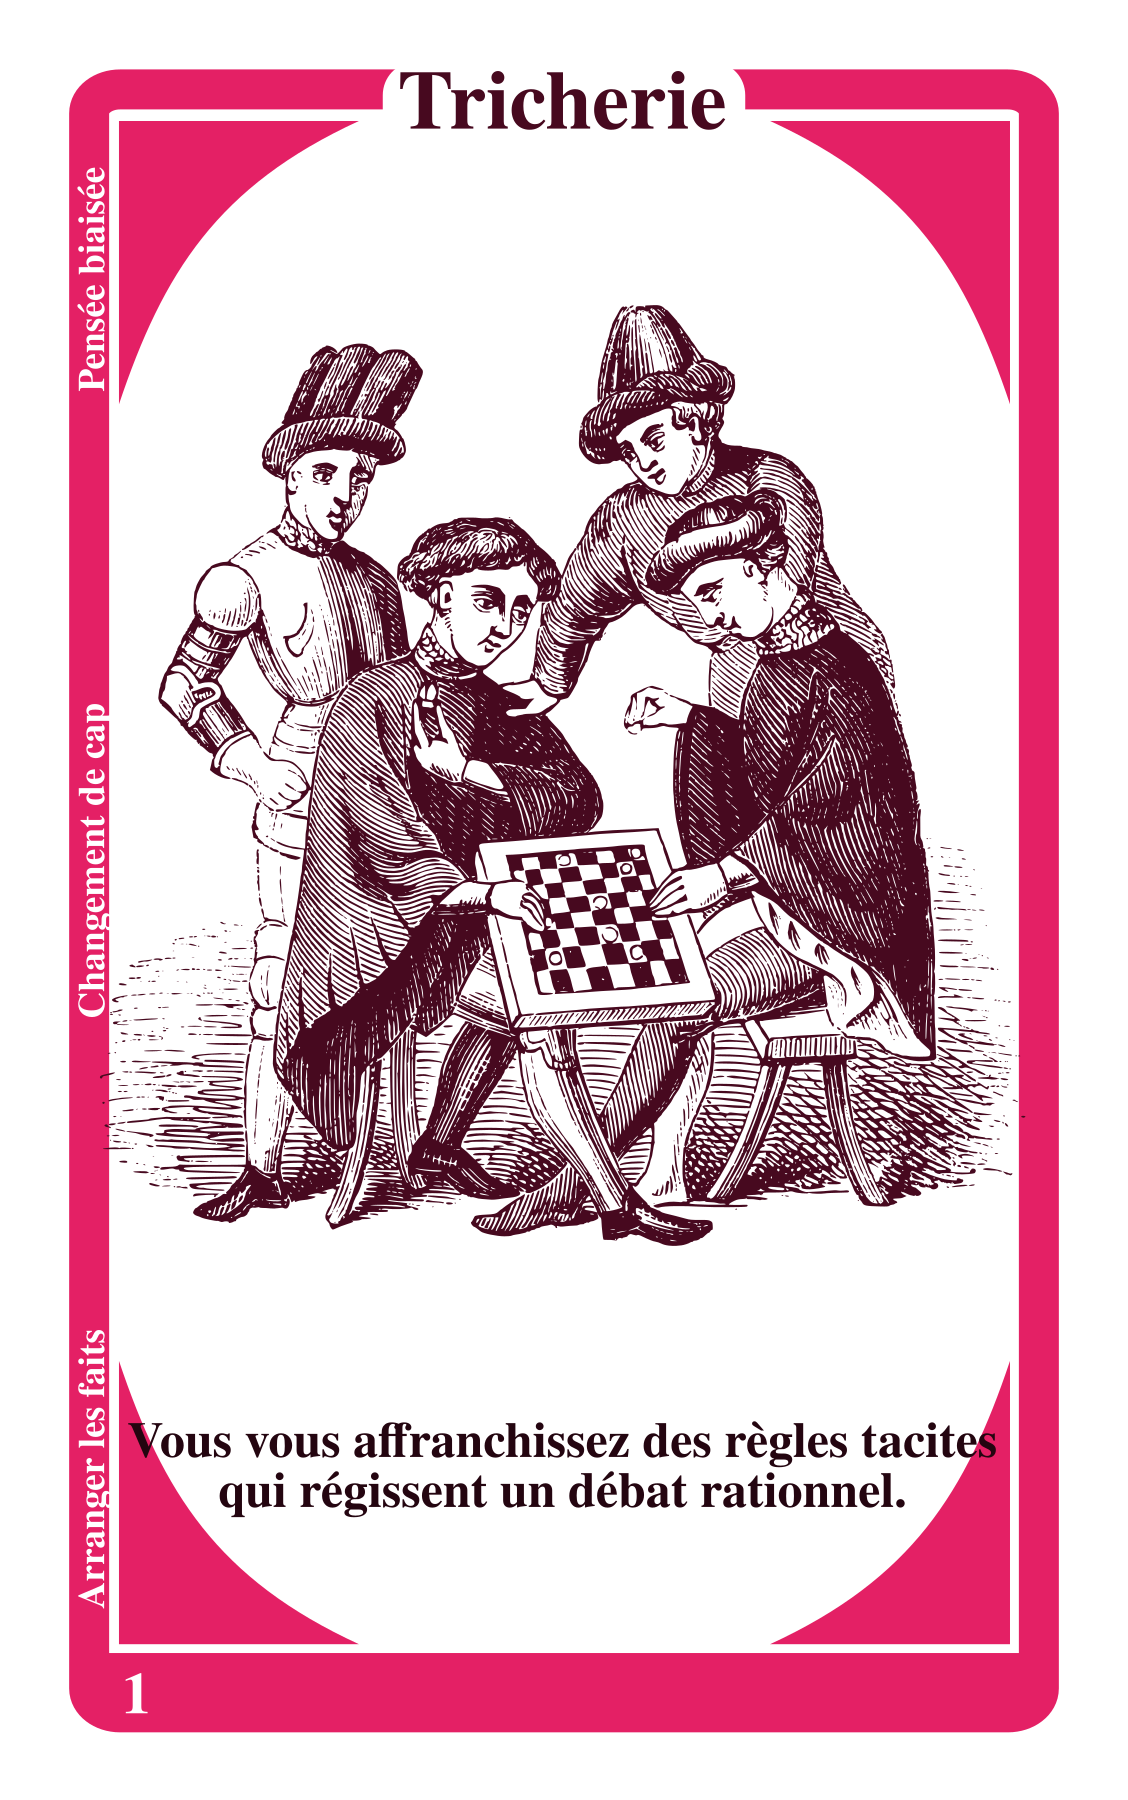 Tricherie
Pensée biaisée
Changement de cap
Arranger les faits
Vous vous affranchissez des règles tacites
qui régissent un débat rationnel.
1